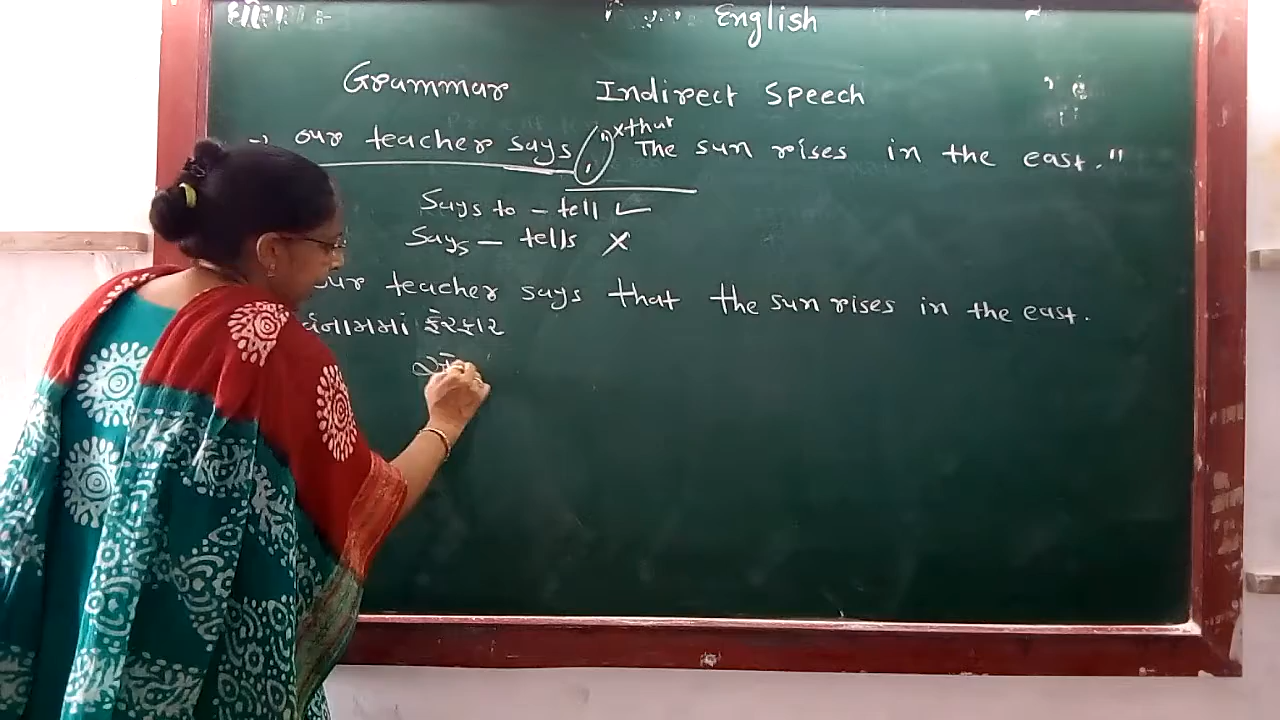 English
Grammar Indirect Speech
→ our teacher says , " x that The sun rises in the east."
Says to - tell ✓
Says - tells ✗
our teacher says that the sun rises in the east.
ર્વનામમાં ફેરફાર